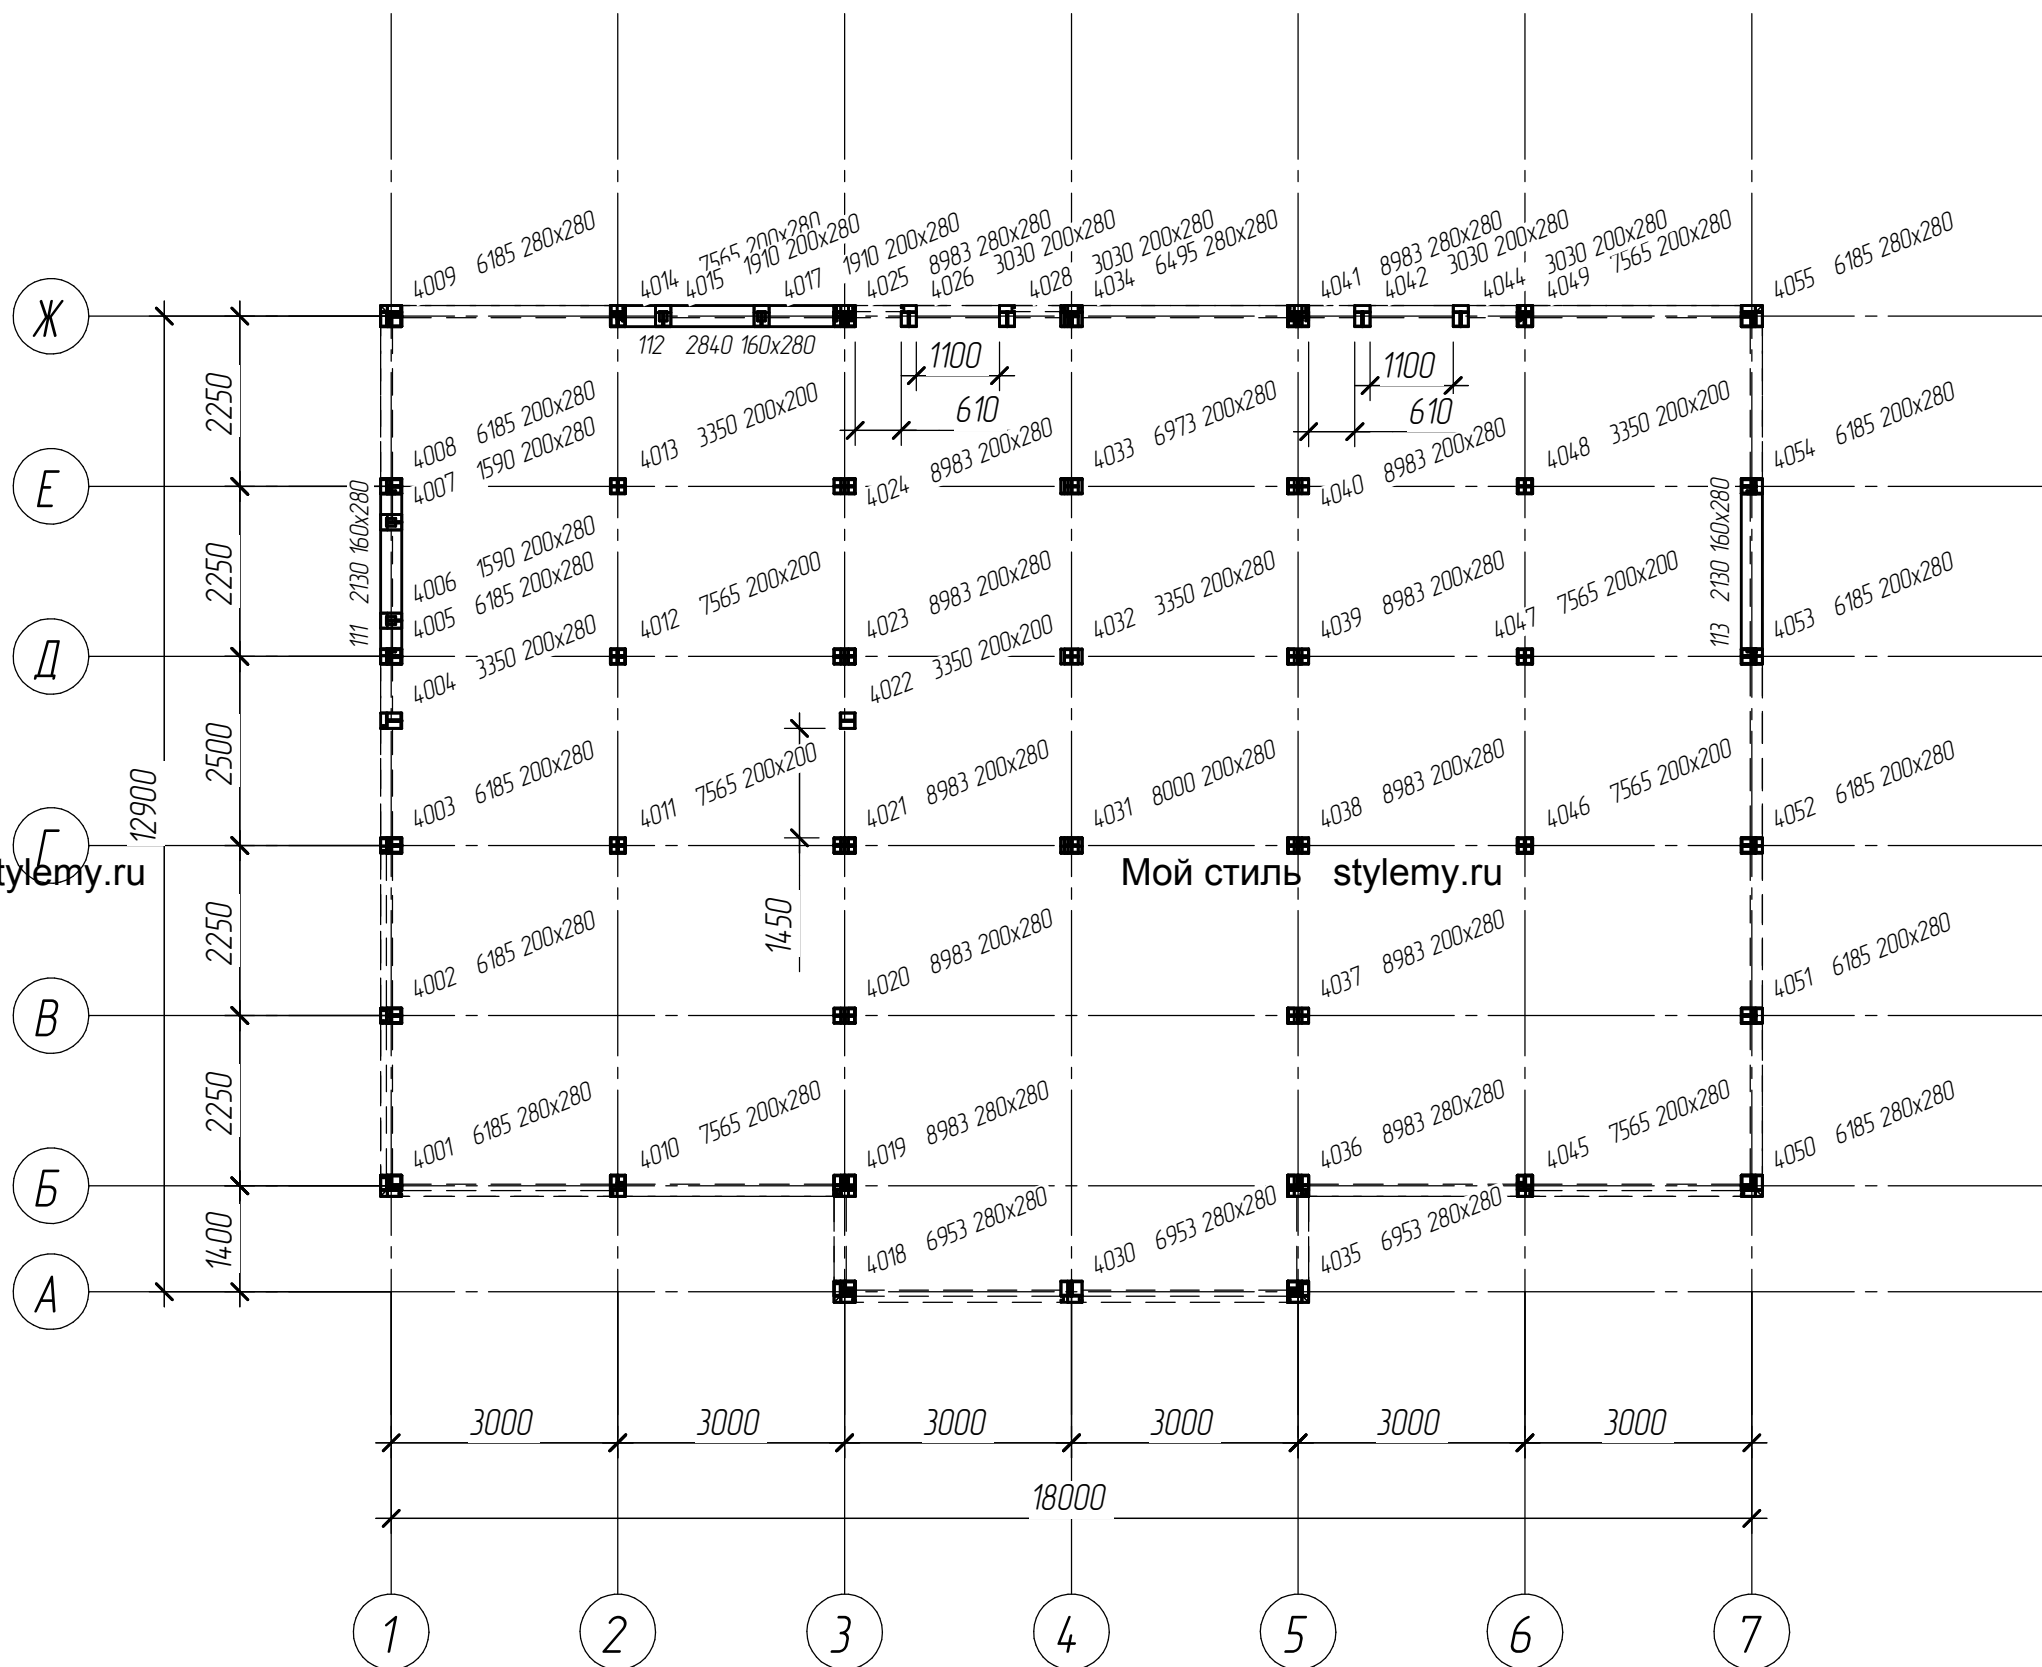 4009 6185 280x280
4014 7565 200x280
4015 1910 200x280
4017 1910 200x280
4025 8983 280x280
4026 3030 200x280
4028 3030 200x280
4034 6495 280x280
4041 8983 280x280
4042 3030 200x280
4044 3030 200x280
4049 7565 200x280
4055 6185 280x280
Ж
112 2840 160x280
1100
610
1100
610
2250
4008 6185 200x280
4007 1590 200x280
4013 3350 200x200
4024 8983 200x280
4033 6973 200x280
4040 8983 200x280
4048 3350 200x200
4054 6185 200x280
Е
111 2130 160x280
113 2130 160x280
2250
4006 1590 200x280
4005 6185 200x280
4012 7565 200x200
4023 8983 200x280
4032 3350 200x280
4039 8983 200x280
4047 7565 200x200
4053 6185 200x280
Д
4004 3350 200x280
4022 3350 200x200
12900
2500
4003 6185 200x280
4011 7565 200x200
4021 8983 200x280
4031 8000 200x280
4038 8983 200x280
4046 7565 200x200
4052 6185 200x280
Г
tylemy.ru
Мой стиль stylemy.ru
1450
2250
4002 6185 200x280
4020 8983 200x280
4037 8983 200x280
4051 6185 200x280
В
2250
4001 6185 280x280
4010 7565 200x280
4019 8983 280x280
4036 8983 280x280
4045 7565 200x280
4050 6185 280x280
Б
1400
4018 6953 280x280
4030 6953 280x280
4035 6953 280x280
А
3000 3000 3000 3000 3000 3000
18000
1 2 3 4 5 6 7